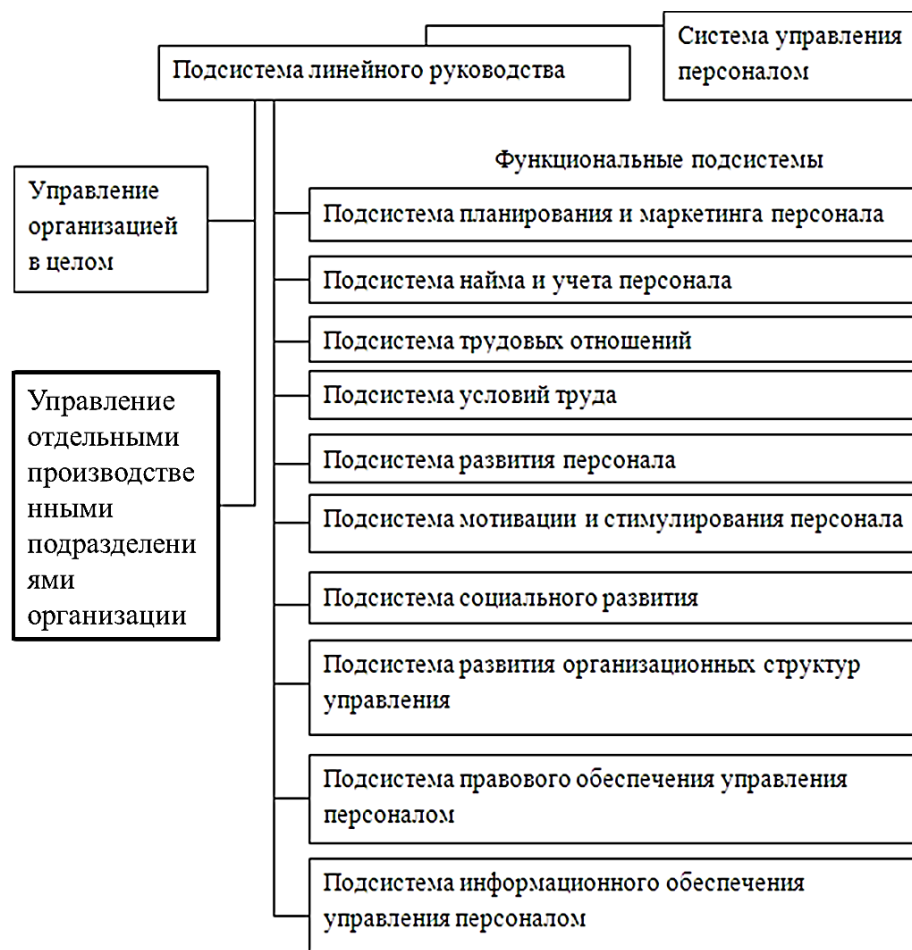 Система управления
персоналом
Подсистема линейного руководства
Функциональные подсистемы
Управление
организацией
в целом
Управление
отдельными
производстве
нными
подразделени
ями
организации
Подсистема планирования и маркетинга персонала
Подсистема найма и учета персонала
Подсистема трудовых отношений
Подсистема условий труда
Подсистема развития персонала
Подсистема мотивации и стимулирования персонала
Подсистема социального развития
Подсистема развития организационных структур
управления
Подсистема правового обеспечения управления
персоналом
Подсистема информационного обеспечения
управления персоналом